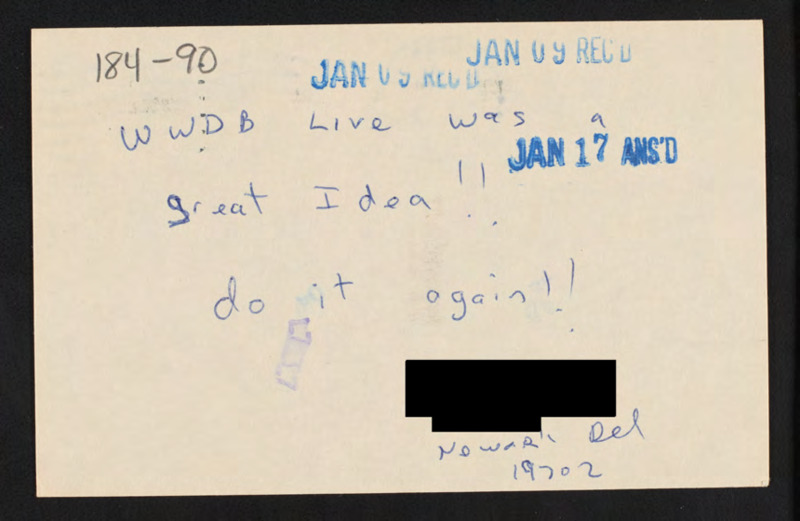 184-90
JAN 09 REC'D
JAN 09 REC'D
WWDB Live was a
JAN 17 ANS'D
great Idea!!
do it again!!
Newark Del
19702